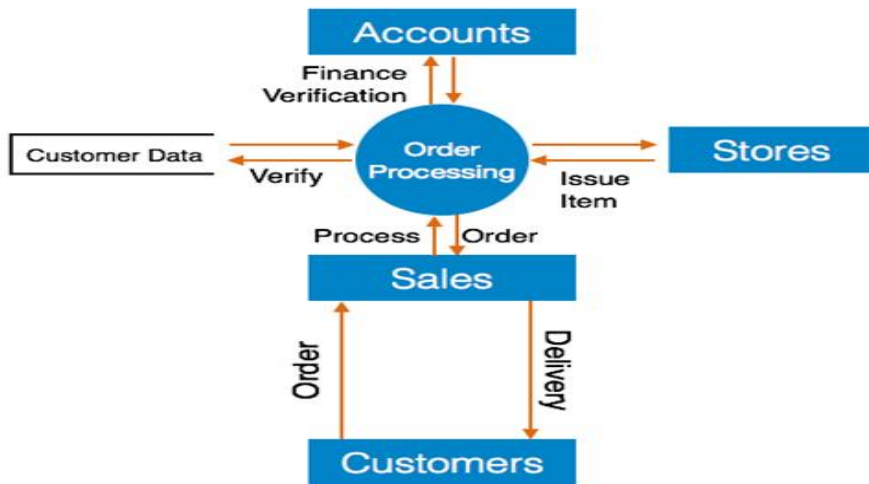 Accounts
Finance
Verification
Customer Data
Order
Processing
Stores
Verify
Issue
Item
Process
Order
Sales
Order
Delivery
Customers